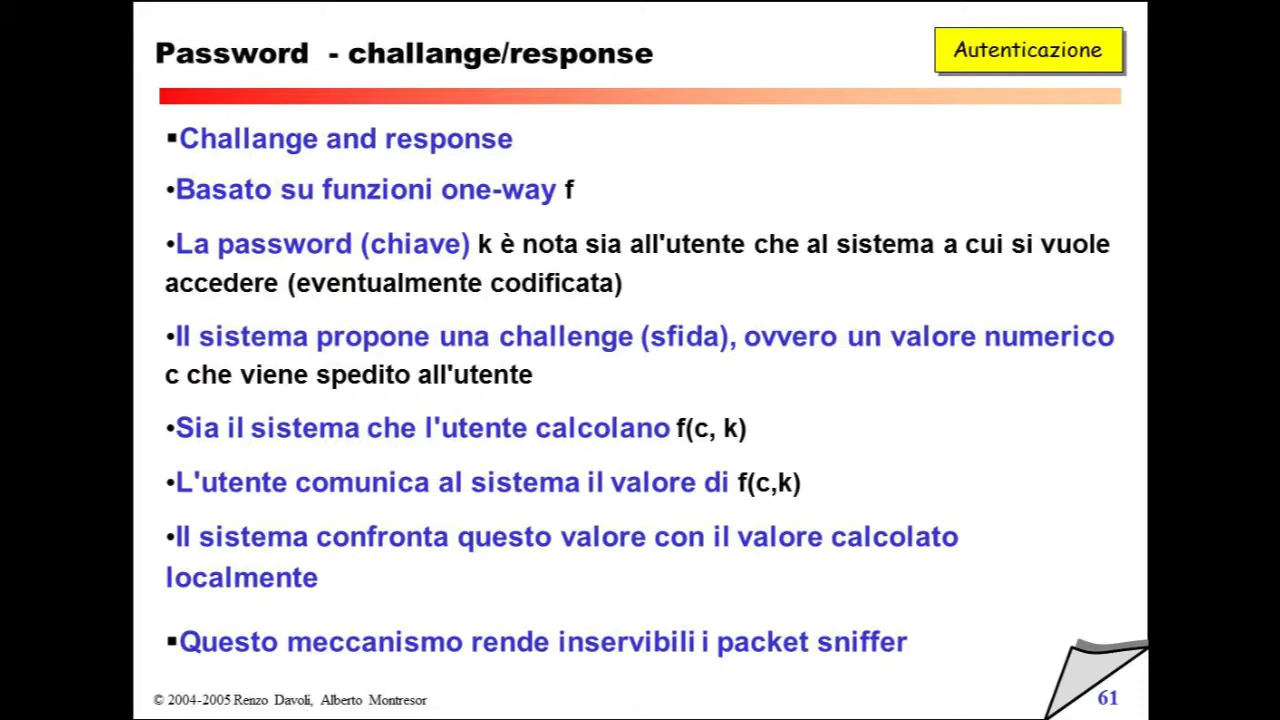 Password - challange/response
Autenticazione
▪Challange and response
•Basato su funzioni one-way f
•La password (chiave) k è nota sia all'utente che al sistema a cui si vuole
accedere (eventualmente codificata)
•Il sistema propone una challenge (sfida), ovvero un valore numerico
c che viene spedito all'utente
•Sia il sistema che l'utente calcolano f(c, k)
•L'utente comunica al sistema il valore di f(c,k)
•Il sistema confronta questo valore con il valore calcolato
localmente
▪Questo meccanismo rende inservibili i packet sniffer
© 2004-2005 Renzo Davoli, Alberto Montresor
61